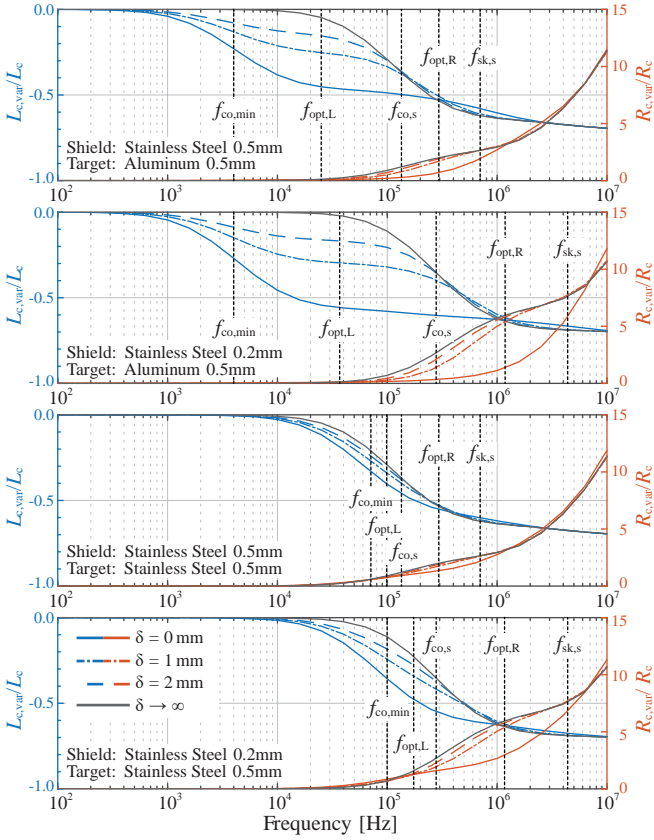 0.0
-0.5
-1.0
L_c,var/L_c
15
10
5
0
R_c,var/R_c
f_co,min
f_opt,L
f_co,s
f_opt,R
f_sk,s
Shield: Stainless Steel 0.5mm
Target: Aluminum 0.5mm
10^2 10^3 10^4 10^5 10^6 10^7
0.0
-0.5
-1.0
L_c,var/L_c
15
10
5
0
R_c,var/R_c
f_co,min
f_opt,L
f_co,s
f_opt,R
f_sk,s
Shield: Stainless Steel 0.2mm
Target: Aluminum 0.5mm
10^2 10^3 10^4 10^5 10^6 10^7
0.0
-0.5
-1.0
L_c,var/L_c
15
10
5
0
R_c,var/R_c
f_co,min
f_opt,L
f_co,s
f_opt,R
f_sk,s
Shield: Stainless Steel 0.5mm
Target: Stainless Steel 0.5mm
10^2 10^3 10^4 10^5 10^6 10^7
0.0
-0.5
-1.0
L_c,var/L_c
15
10
5
0
R_c,var/R_c
δ = 0 mm
δ = 1 mm
δ = 2 mm
δ → ∞
f_co,min
f_opt,L
f_co,s
f_opt,R
f_sk,s
Shield: Stainless Steel 0.2mm
Target: Stainless Steel 0.5mm
10^2 10^3 10^4 10^5 10^6 10^7
Frequency [Hz]